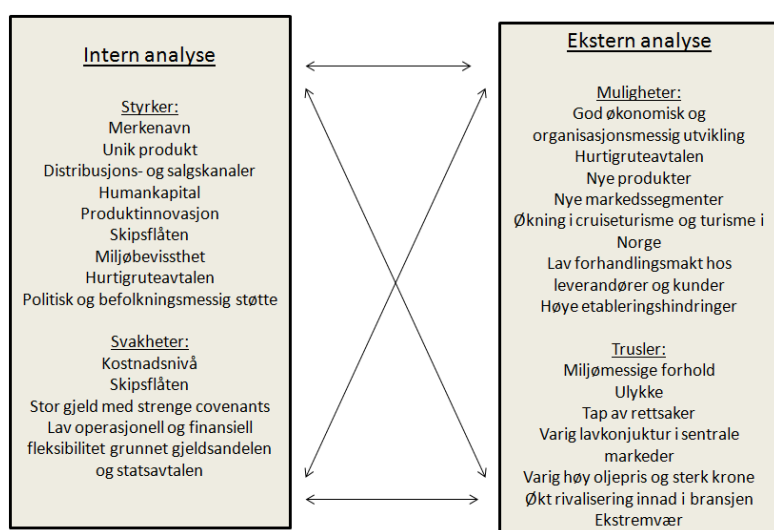 Intern analyse
Styrker:
Merkenavn
Unik produkt
Distribusjons- og salgskanaler
Humankapital
Produktinnovasjon
Skipsflåten
Miljøbevissthet
Hurtigruteavtalen
Politisk og befolkningsmessig støtte
Svakheter:
Kostnadsnivå
Skipsflåten
Stor gjeld med strenge covenants
Lav operasjonell og finansiell
fleksibilitet grunnet gjeldsandelen
og statsavtalen
Ekstern analyse
Muligheter:
God økonomisk og
organisasjonsmessig utvikling
Hurtigruteavtalen
Nye produkter
Nye markedssegmenter
Økning i cruiseturisme og turisme i
Norge
Lav forhandlingsmakt hos
leverandører og kunder
Høye etableringshindringer
Trusler:
Miljømessige forhold
Ulykke
Tap av rettsaker
Varig lavkonjuktur i sentrale
markeder
Varig høy oljepris og sterk krone
Økt rivalisering innad i bransjen
Ekstremvær